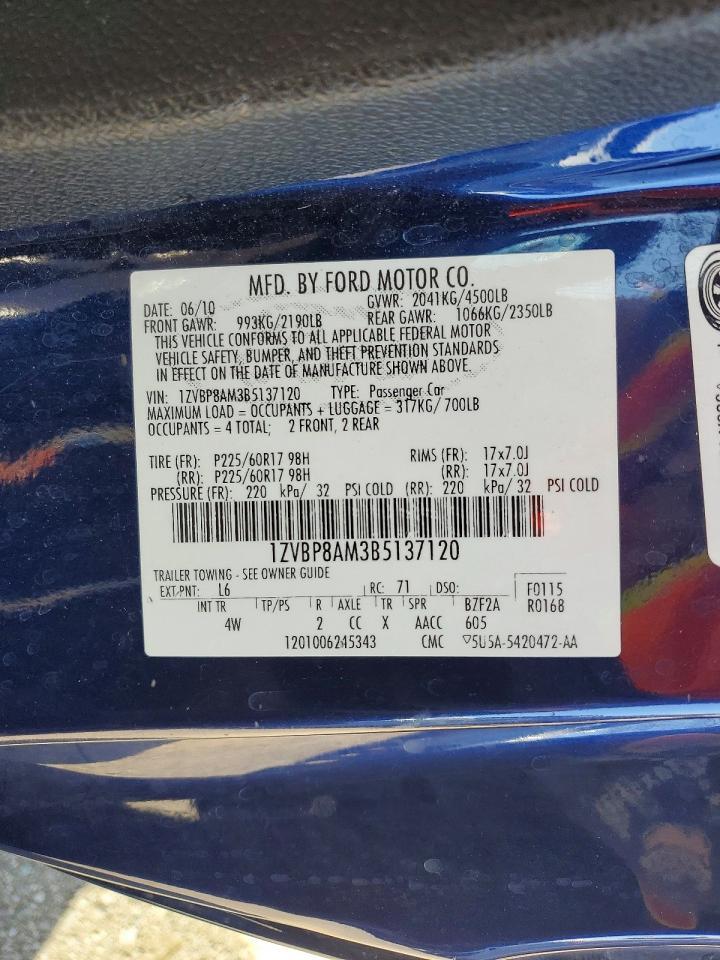 MFD. BY FORD MOTOR CO.
DATE: 06/10 GVWR: 2041KG/4500LB
FRONT GAWR: 993KG/2190LB REAR GAWR: 1066KG/2350LB
THIS VEHICLE CONFORMS TO ALL APPLICABLE FEDERAL MOTOR
VEHICLE SAFETY, BUMPER, AND THEFT PREVENTION STANDARDS
IN EFFECT ON THE DATE OF MANUFACTURE SHOWN ABOVE.
VIN: 1ZVBP8AM3B5137120 TYPE: Passenger Car
MAXIMUM LOAD = OCCUPANTS + LUGGAGE = 317KG/700LB
OCCUPANTS = 4 TOTAL; 2 FRONT, 2 REAR
TIRE (FR): P225/60R17 98H RIMS (FR): 17x7.0J
(RR): P225/60R17 98H (RR): 17x7.0J
PRESSURE (FR): 220 kPa/ 32 PSI COLD (RR): 220 kPa/ 32 PSI COLD
1ZVBP8AM3B5137120
TRAILER TOWING - SEE OWNER GUIDE
EXT PNT: L6 RC: 71 DSO: F0115
INT TR TP/PS R AXLE TR SPR B7F2A R0168
4W 2 CC X AACC 605
1201006245343 CMC ▽5U5A-5420472-AA